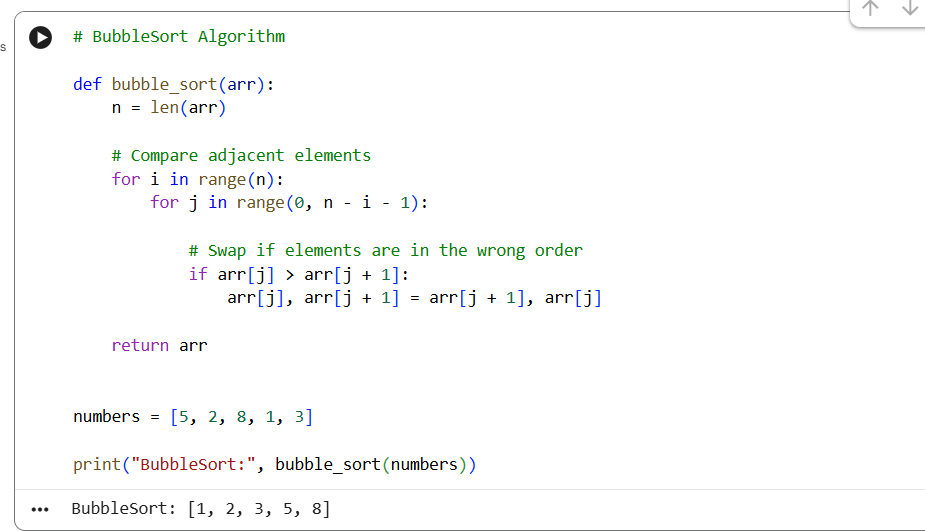 s
# BubbleSort Algorithm
def bubble_sort(arr):
    n = len(arr)
    # Compare adjacent elements
    for i in range(n):
        for j in range(0, n - i - 1):
            # Swap if elements are in the wrong order
            if arr[j] > arr[j + 1]:
                arr[j], arr[j + 1] = arr[j + 1], arr[j]
    return arr
numbers = [5, 2, 8, 1, 3]
print("BubbleSort:", bubble_sort(numbers))
BubbleSort: [1, 2, 3, 5, 8]